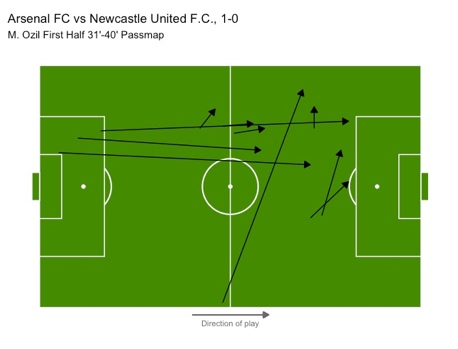 Arsenal FC vs Newcastle United F.C., 1-0
M. Ozil First Half 31'-40' Passmap
Direction of play